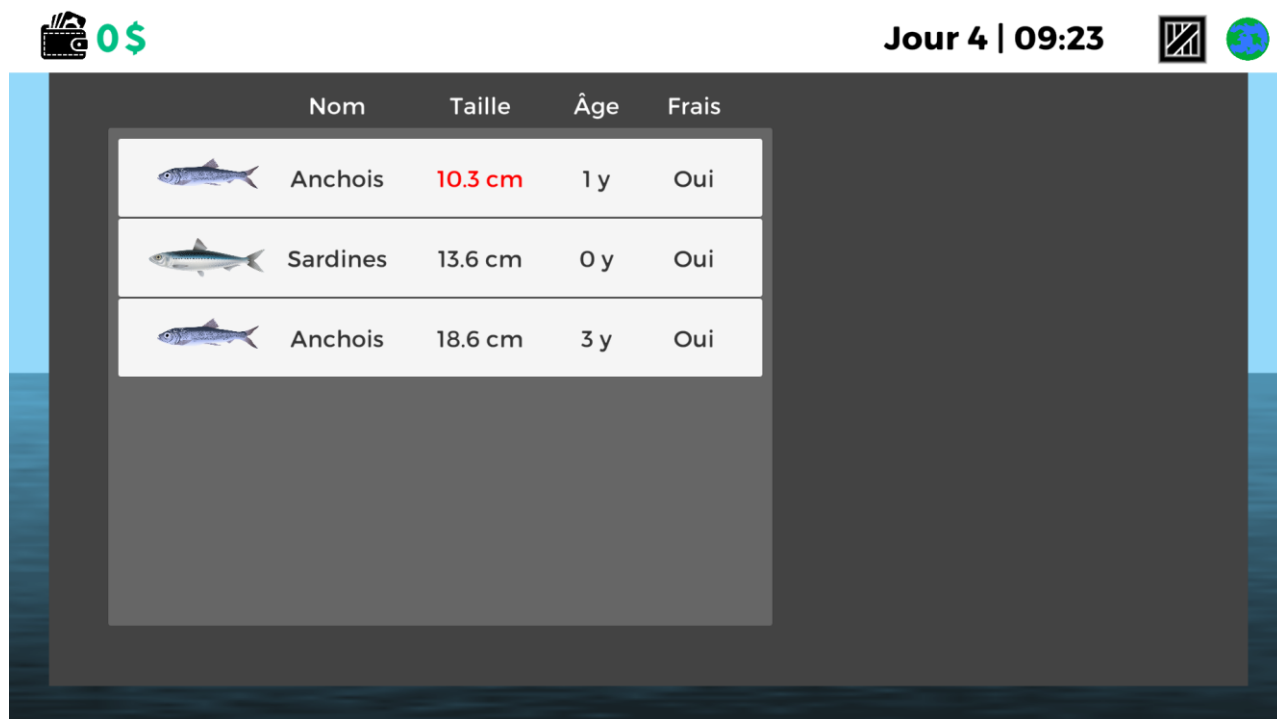 0 $ Jour 4 | 09:23
Nom Taille Âge Frais
Anchois 10.3 cm 1 y Oui
Sardines 13.6 cm 0 y Oui
Anchois 18.6 cm 3 y Oui